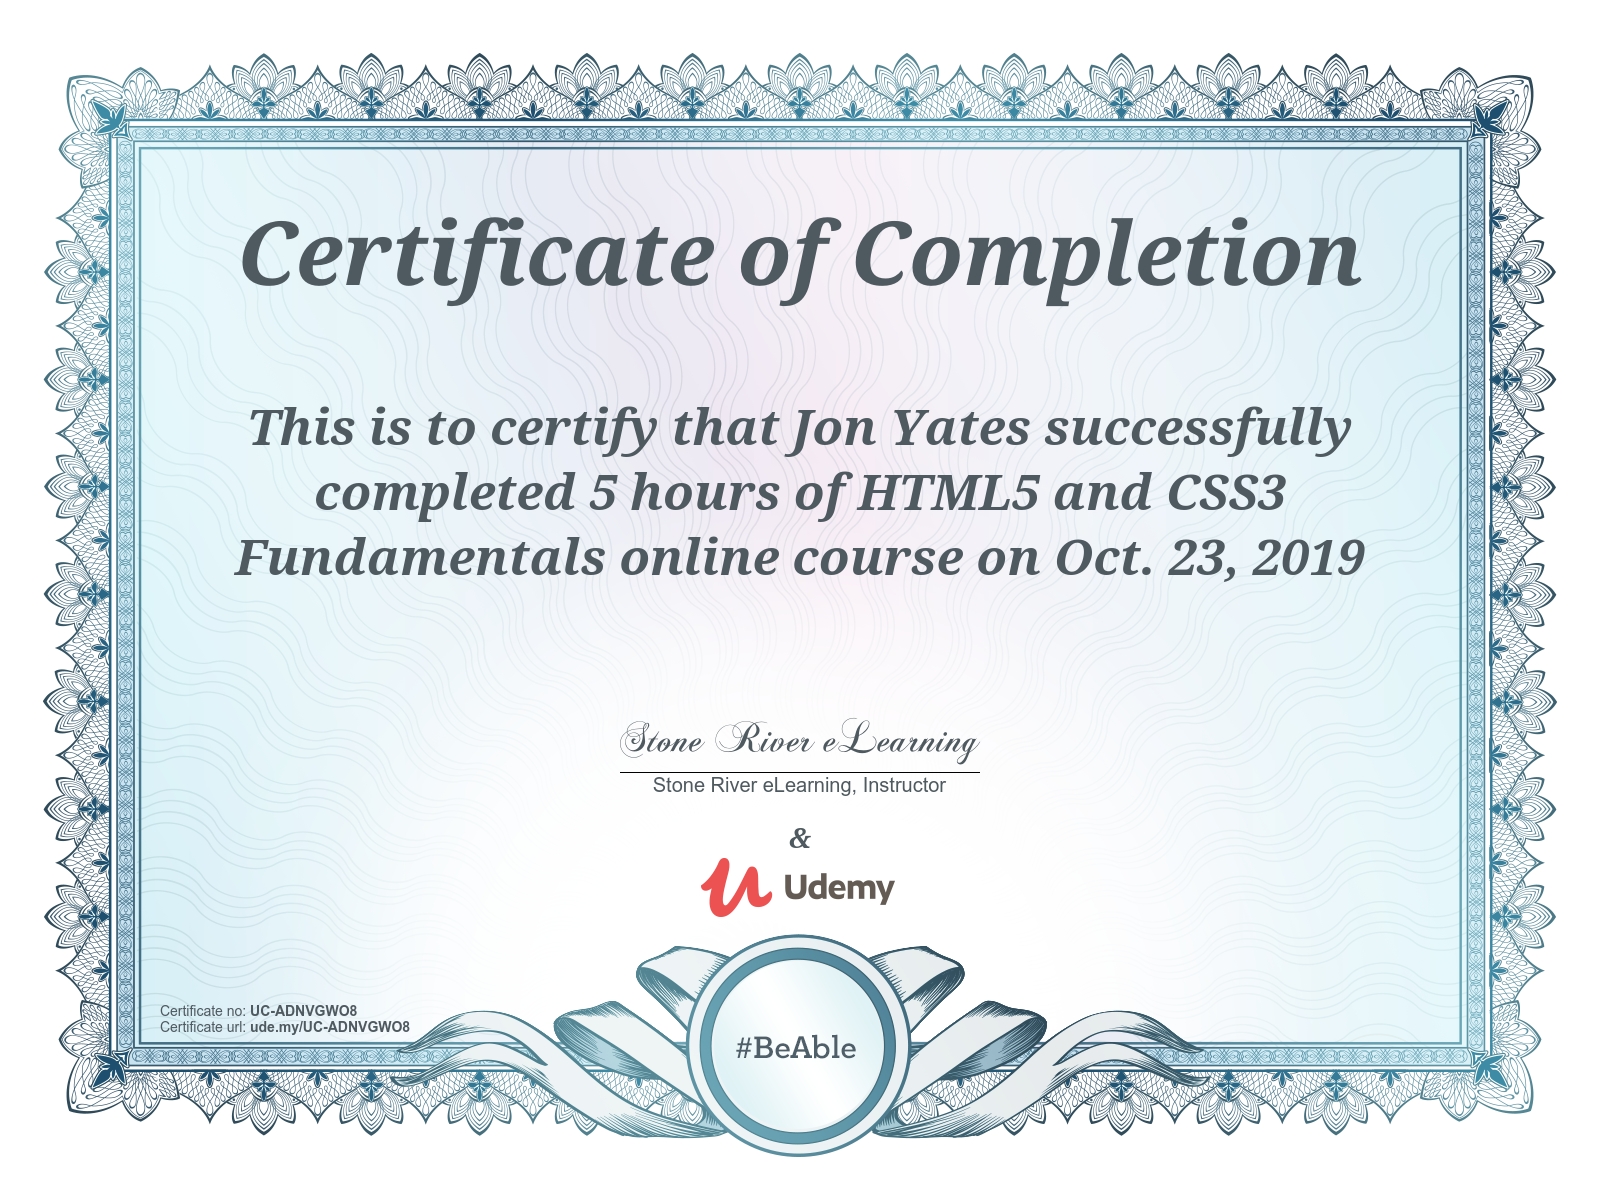 Certificate of Completion
This is to certify that Jon Yates successfully
completed 5 hours of HTML5 and CSS3
Fundamentals online course on Oct. 23, 2019
Stone River eLearning
Stone River eLearning, Instructor
&
Udemy
Certificate no: UC-ADNVGWO8
Certificate url: ude.my/UC-ADNVGWO8
#BeAble